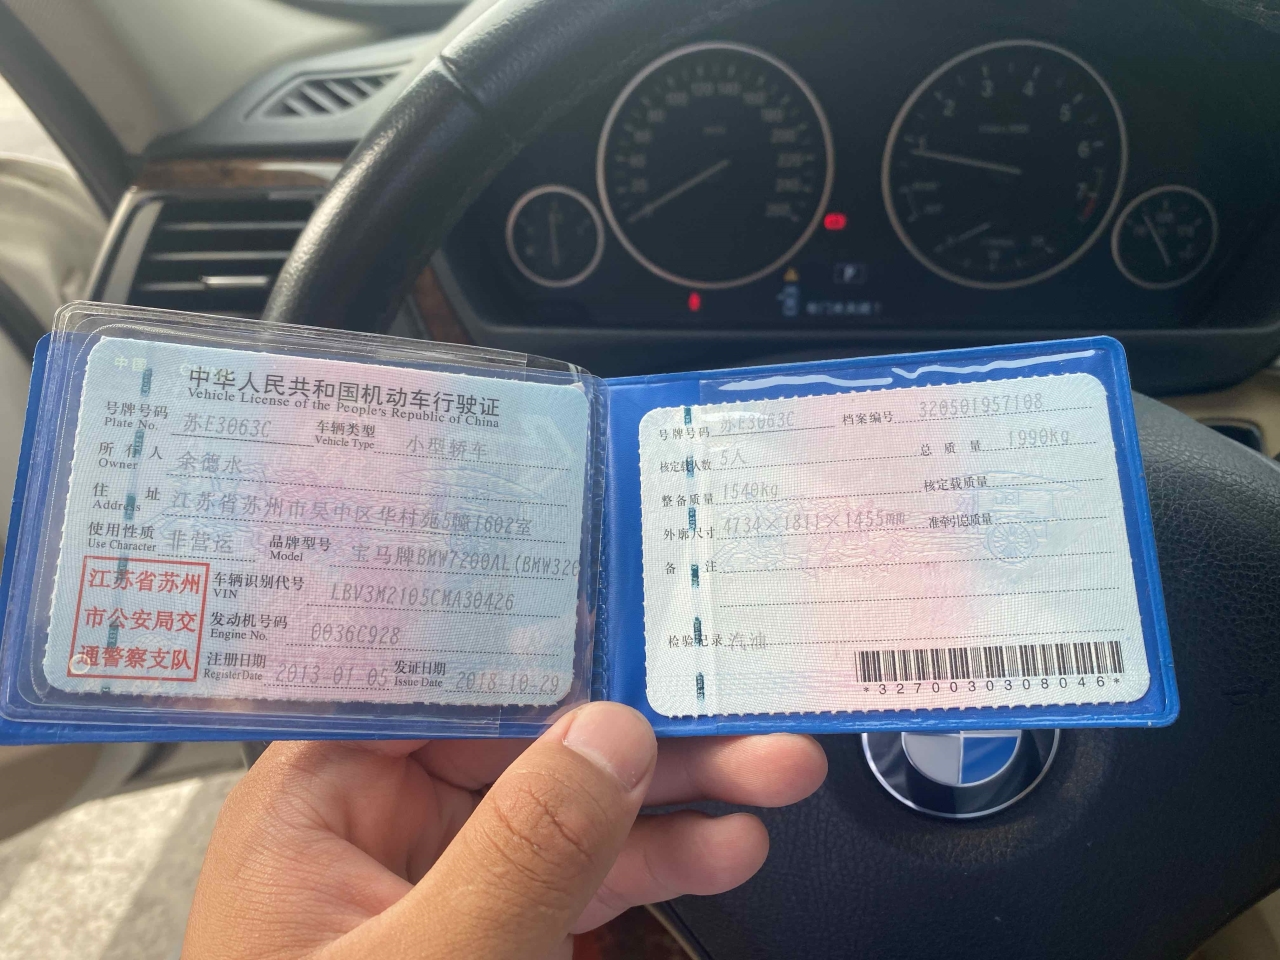 中华人民共和国机动车行驶证
Vehicle License of the People's Republic of China
号牌号码 苏E3063C 车辆类型 小型轿车
Plate No. Vehicle Type
所有人 余德水
Owner
住址 江苏省苏州市吴中区华村苑5幢1602室
Address
使用性质 非营运 品牌型号 宝马牌BMW7200AL(BMW326
Use Character Model
江苏省苏州
市公安局交
通警察支队
车辆识别代号 LBV3M2105CMA30426
VIN
发动机号码 0036C928
Engine No.
注册日期 2013-01-05 发证日期 2018-10-29
Register Date Issue Date
号牌号码 苏E3063C 档案编号 320501957108
核定载人数 5人 总质量 1990kg
整备质量 1540kg 核定载质量
外廓尺寸 4734×1811×1455mm 准牵引总质量
备注
检验记录 汽油
*3270030308046*
1
2
3
4
5
6
7
P